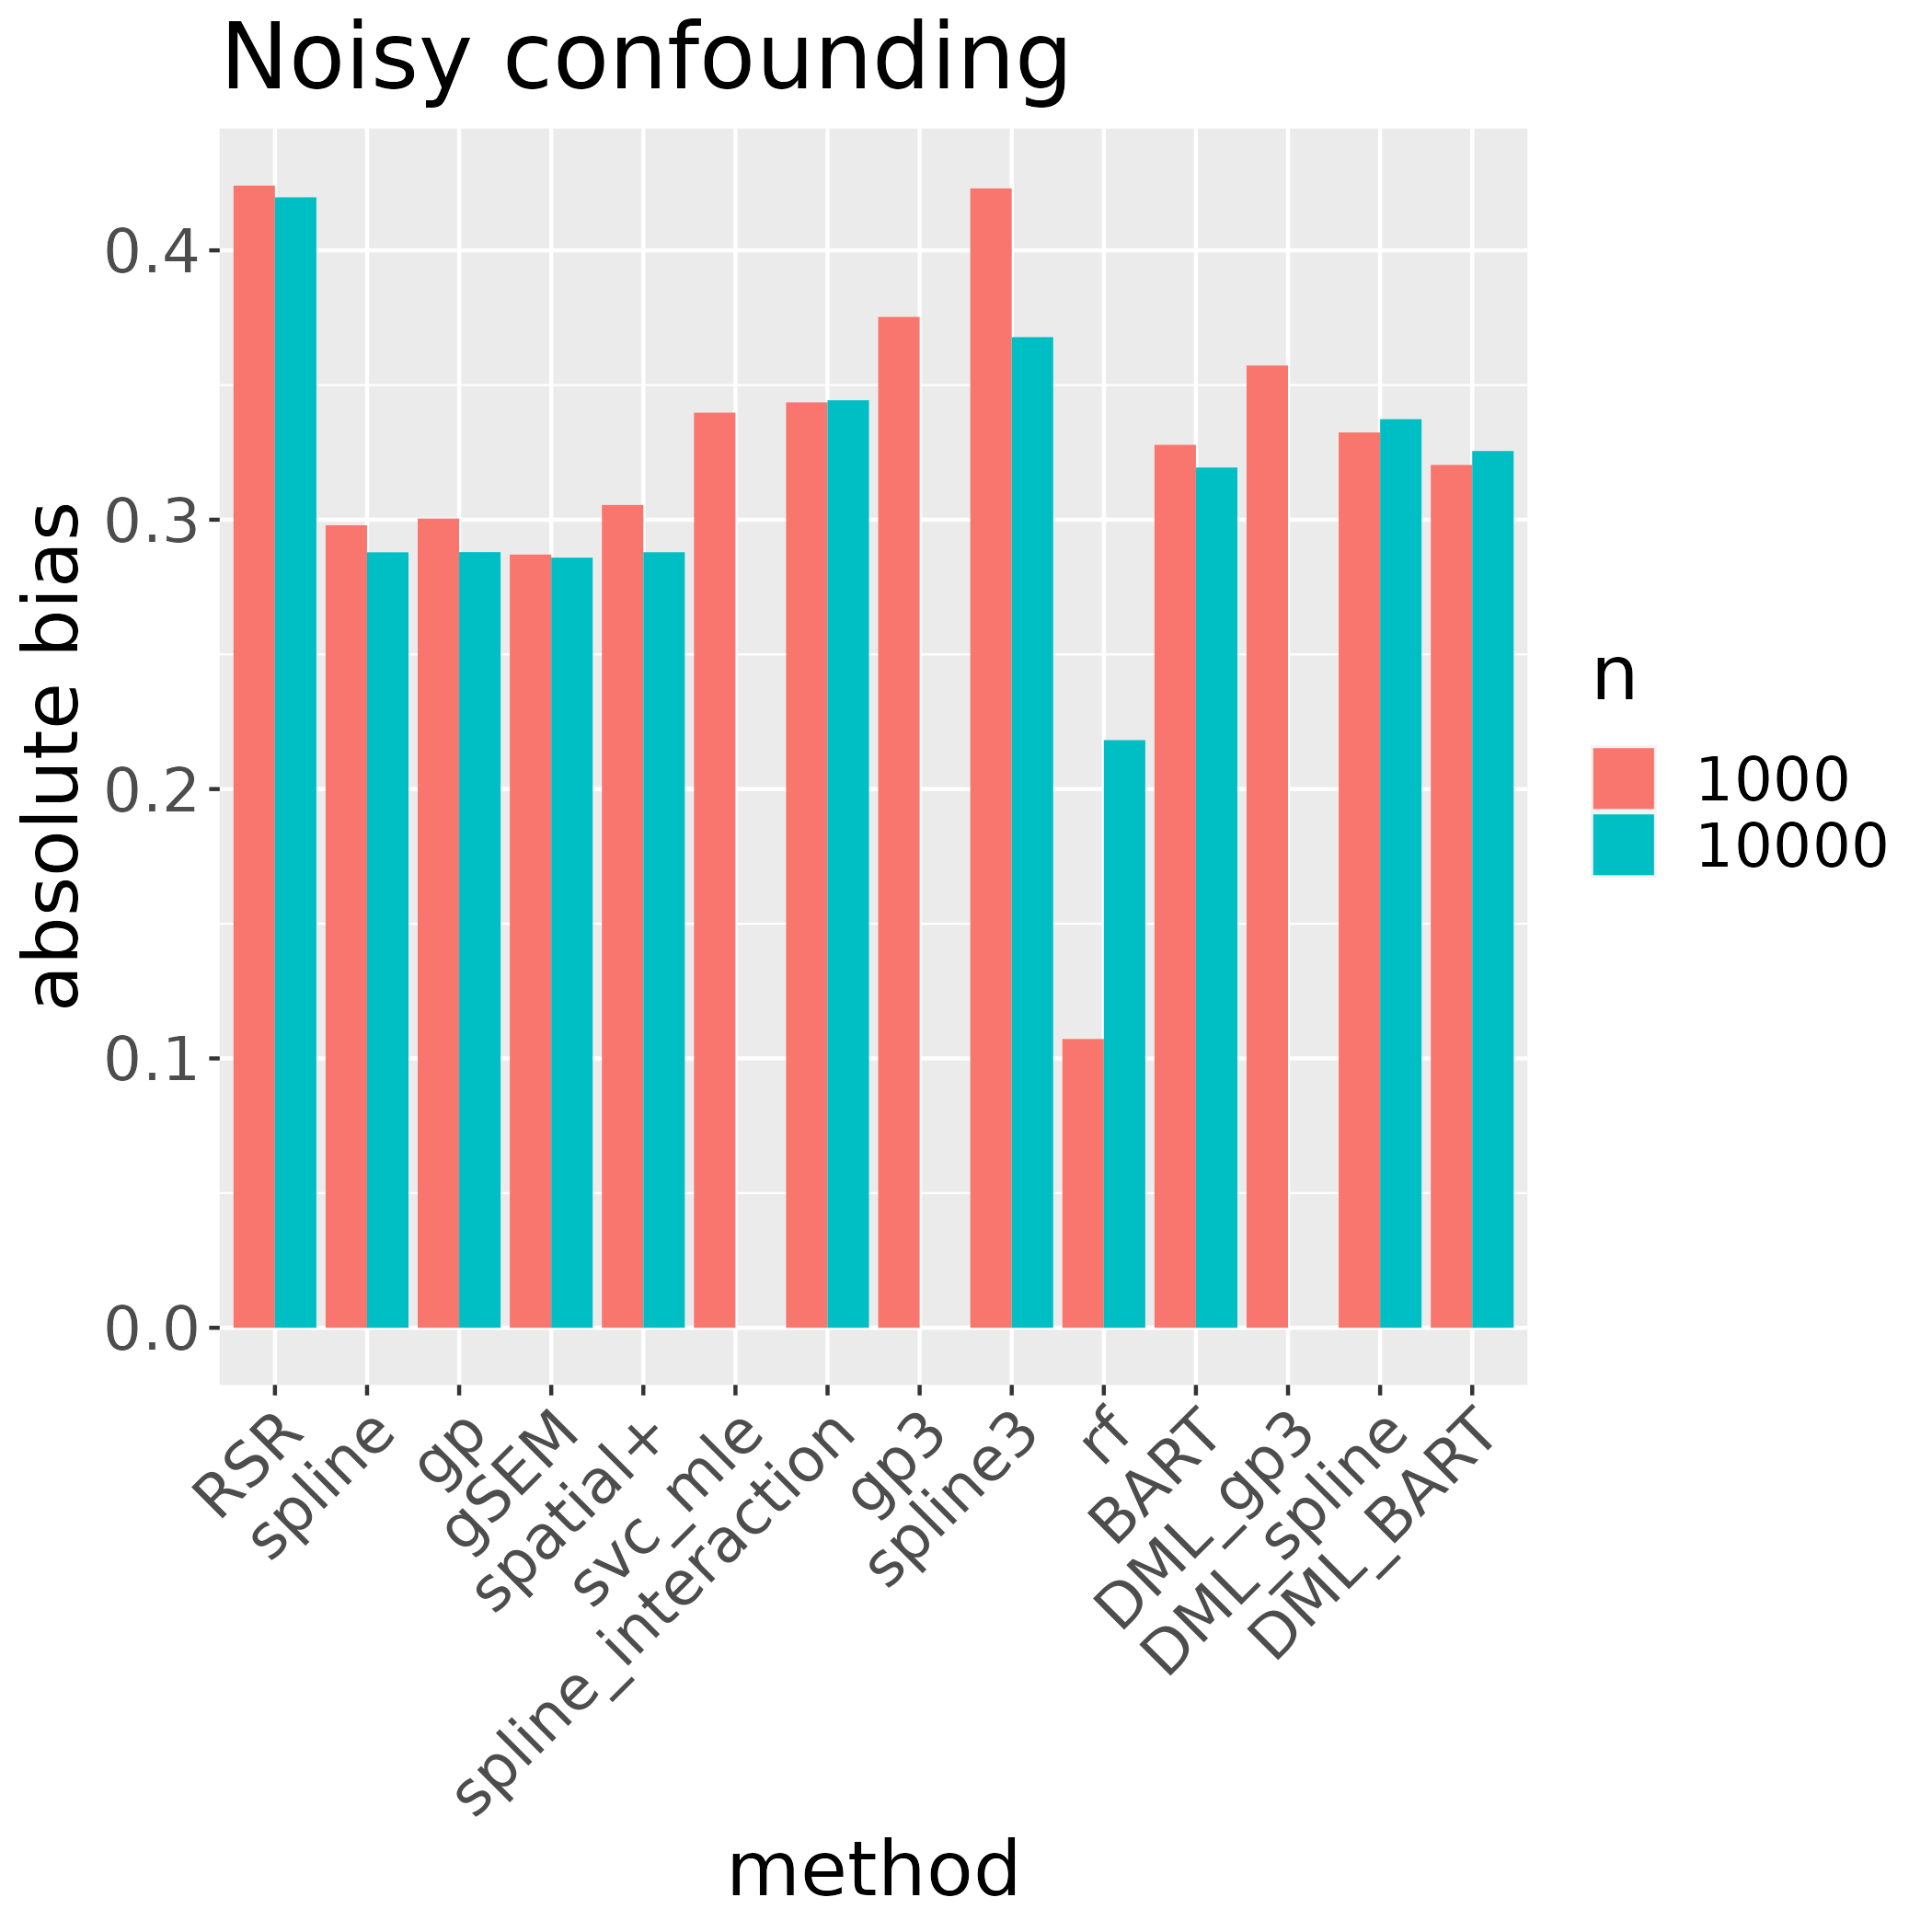 Noisy confounding
absolute bias
0.4
0.3
0.2
0.1
0.0
RSR
spline
gp
gSEM
spatial+
svc_mle
spline_interaction
gp3
spline3
rf
BART
DML_gp3
DML_spline
DML_BART
method
n
1000
10000